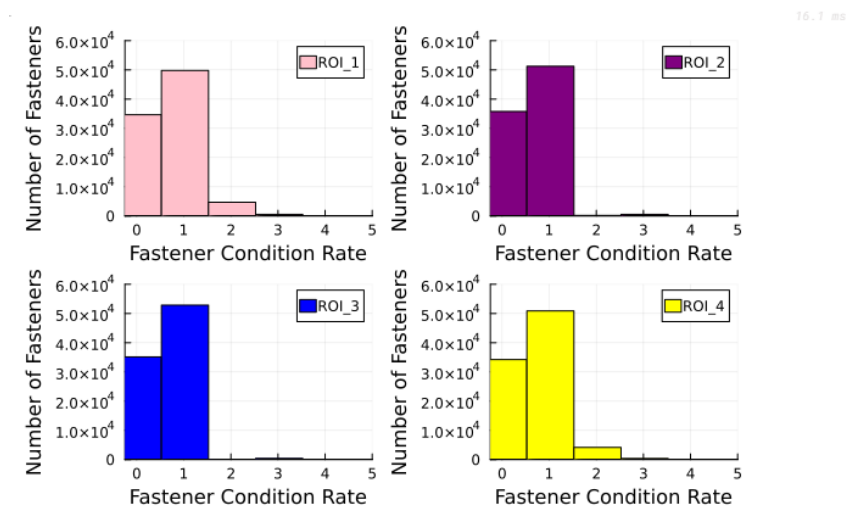 16.1 ms
Number of Fasteners
6.0×10⁴
5.0×10⁴
4.0×10⁴
3.0×10⁴
2.0×10⁴
1.0×10⁴
0
0 1 2 3 4 5
Fastener Condition Rate
ROI_1
Number of Fasteners
6.0×10⁴
5.0×10⁴
4.0×10⁴
3.0×10⁴
2.0×10⁴
1.0×10⁴
0
0 1 2 3 4 5
Fastener Condition Rate
ROI_2
Number of Fasteners
6.0×10⁴
5.0×10⁴
4.0×10⁴
3.0×10⁴
2.0×10⁴
1.0×10⁴
0
0 1 2 3 4 5
Fastener Condition Rate
ROI_3
Number of Fasteners
6.0×10⁴
5.0×10⁴
4.0×10⁴
3.0×10⁴
2.0×10⁴
1.0×10⁴
0
0 1 2 3 4 5
Fastener Condition Rate
ROI_4